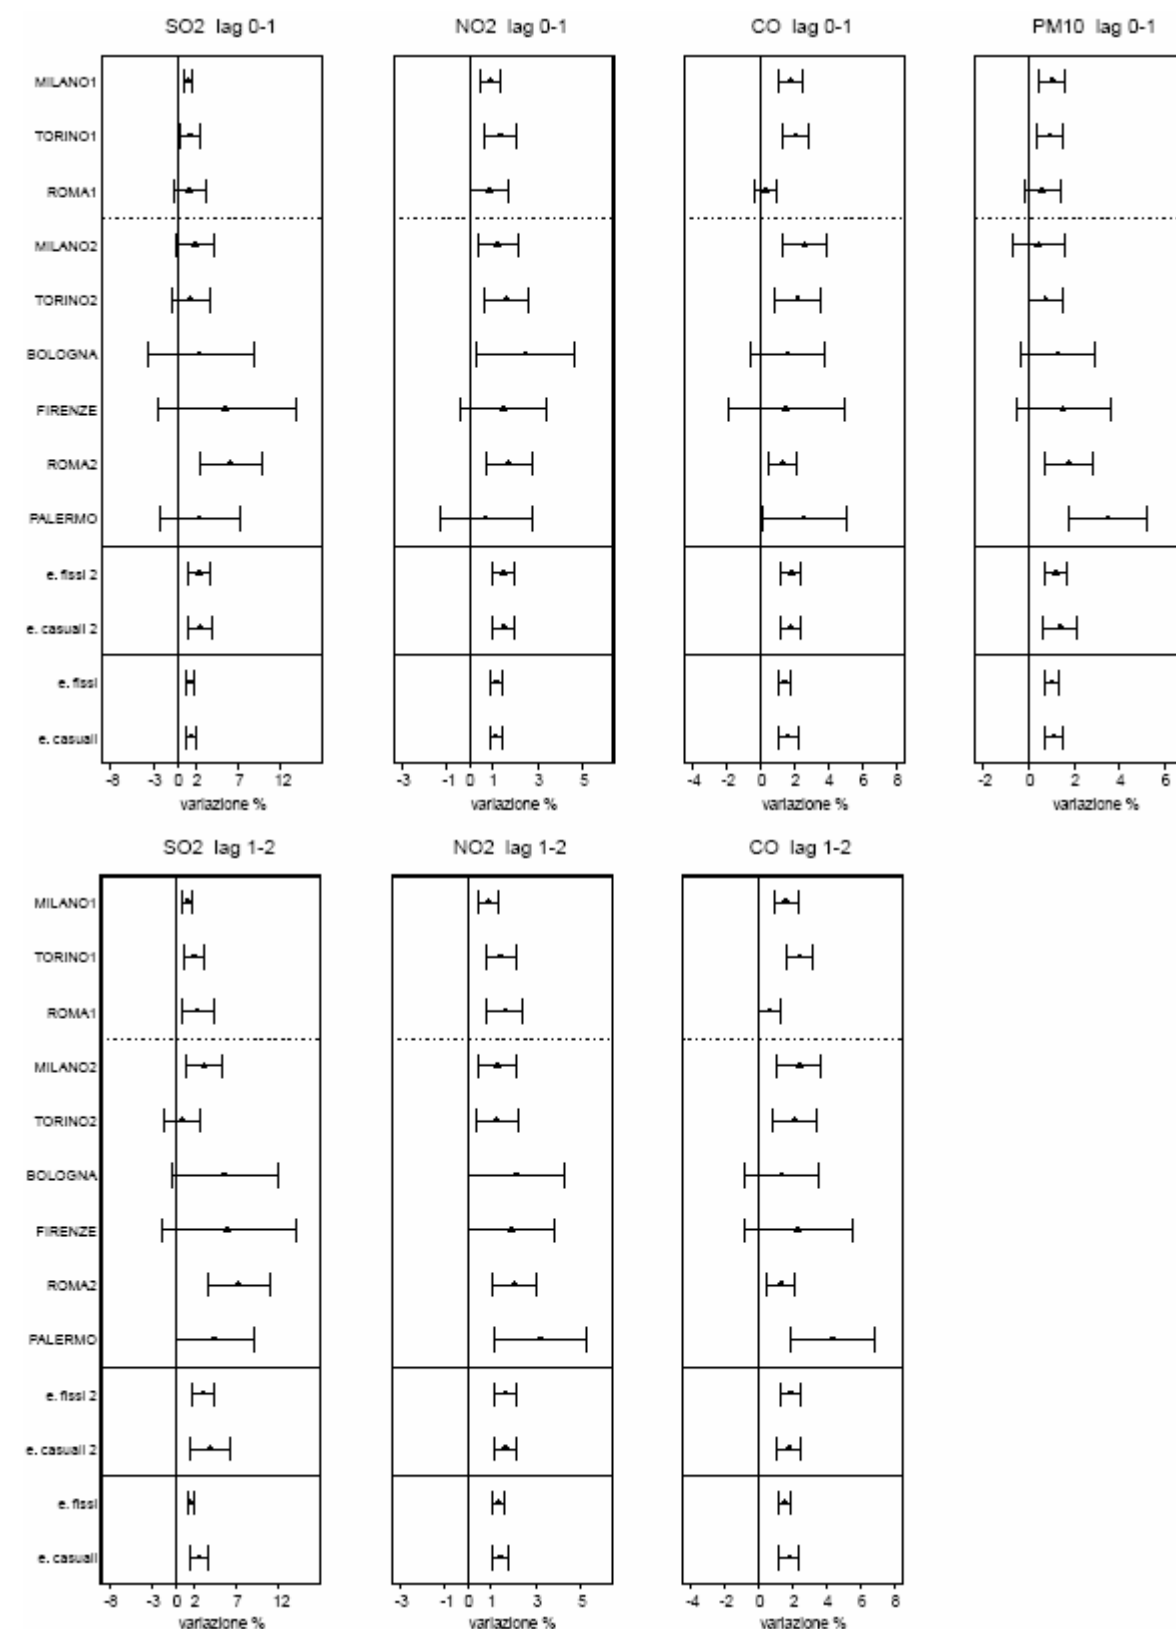 SO2 lag 0-1 NO2 lag 0-1 CO lag 0-1 PM10 lag 0-1
MILANO1
TORINO1
ROMA1
MILANO2
TORINO2
BOLOGNA
FIRENZE
ROMA2
PALERMO
e. fissi 2
e. casuali 2
e. fissi
e. casuali
-8 -3 0 2 7 12 -3 -1 0 1 3 5 -4 -2 0 2 4 6 8 -2 0 2 4 6
variazione % variazione % variazione % variazione %
SO2 lag 1-2 NO2 lag 1-2 CO lag 1-2
MILANO1
TORINO1
ROMA1
MILANO2
TORINO2
BOLOGNA
FIRENZE
ROMA2
PALERMO
e. fissi 2
e. casuali 2
e. fissi
e. casuali
-8 -3 0 2 7 12 -3 -1 0 1 3 5 -4 -2 0 2 4 6 8
variazione % variazione % variazione %